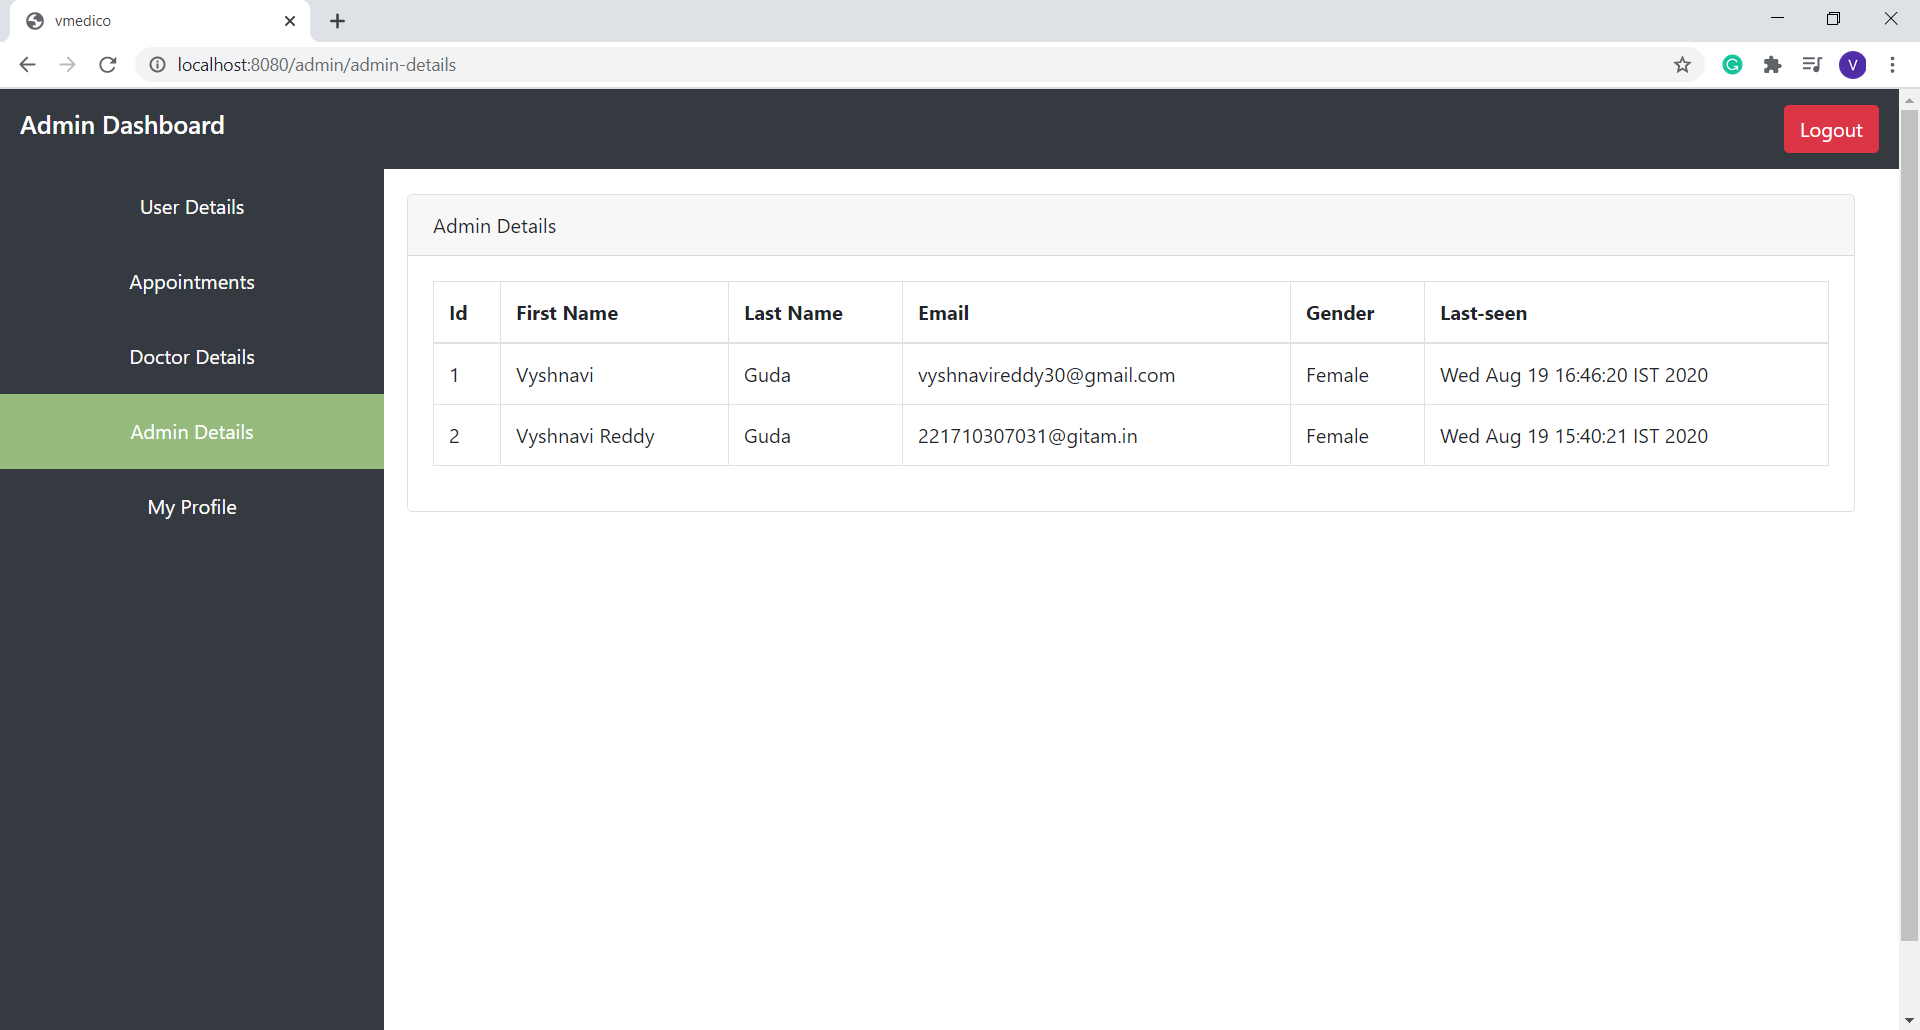 vmedico
localhost:8080/admin/admin-details
V
Admin Dashboard
Logout
User Details
Appointments
Doctor Details
Admin Details
My Profile
Admin Details
Id First Name Last Name Email Gender Last-seen
1 Vyshnavi Guda vyshnavireddy30@gmail.com Female Wed Aug 19 16:46:20 IST 2020
2 Vyshnavi Reddy Guda 221710307031@gitam.in Female Wed Aug 19 15:40:21 IST 2020